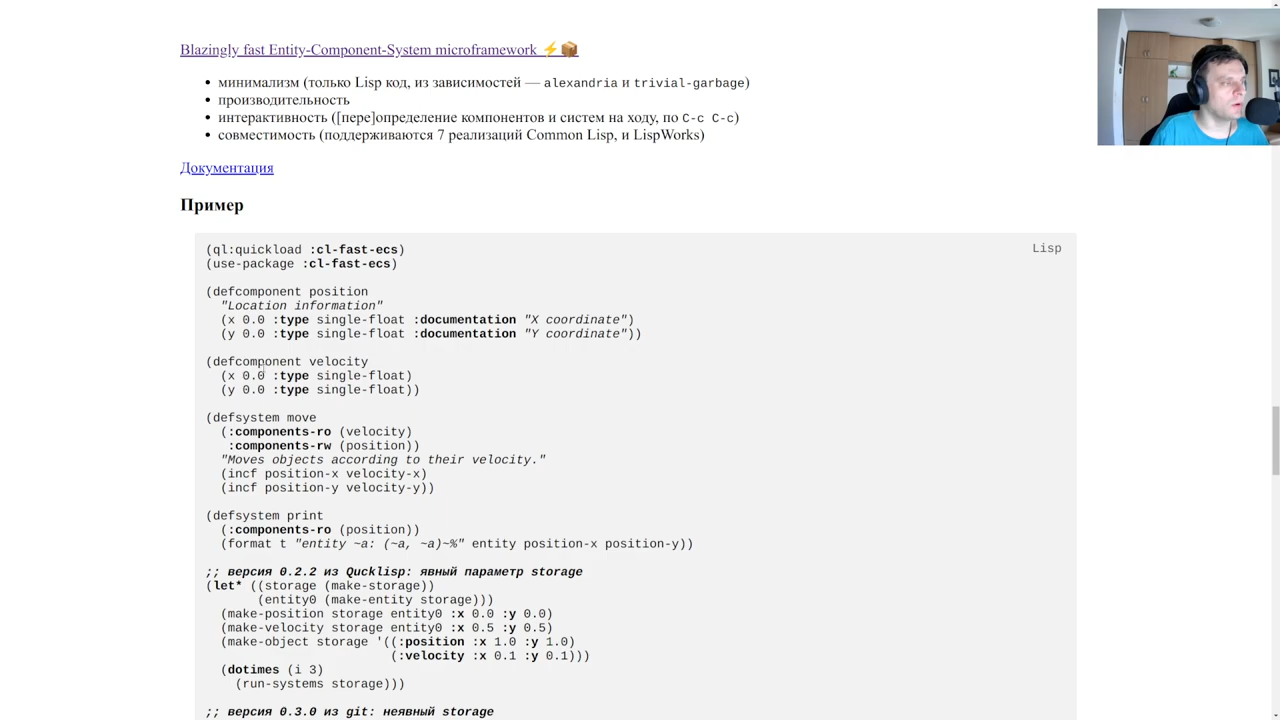 Blazingly fast Entity-Component-System microframework ⚡📦
• минимализм (только Lisp код, из зависимостей — alexandria и trivial-garbage)
• производительность
• интерактивность ([пере]определение компонентов и систем на ходу, по C-c C-c)
• совместимость (поддерживаются 7 реализаций Common Lisp, и LispWorks)
Документация
Пример
Lisp
(ql:quickload :cl-fast-ecs)
(use-package :cl-fast-ecs)
(defcomponent position
  "Location information"
  (x 0.0 :type single-float :documentation "X coordinate")
  (y 0.0 :type single-float :documentation "Y coordinate"))
(defcomponent velocity
  (x 0.0 :type single-float)
  (y 0.0 :type single-float))
(defsystem move
  (:components-ro (velocity)
   :components-rw (position))
  "Moves objects according to their velocity."
  (incf position-x velocity-x)
  (incf position-y velocity-y))
(defsystem print
  (:components-ro (position))
  (format t "entity ~a: (~a, ~a)~%" entity position-x position-y))
;; версия 0.2.2 из Qucklisp: явный параметр storage
(let* ((storage (make-storage))
       (entity0 (make-entity storage)))
  (make-position storage entity0 :x 0.0 :y 0.0)
  (make-velocity storage entity0 :x 0.5 :y 0.5)
  (make-object storage '((:position :x 1.0 :y 1.0)
                         (:velocity :x 0.1 :y 0.1)))
  (dotimes (i 3)
    (run-systems storage)))
;; версия 0.3.0 из git: неявный storage